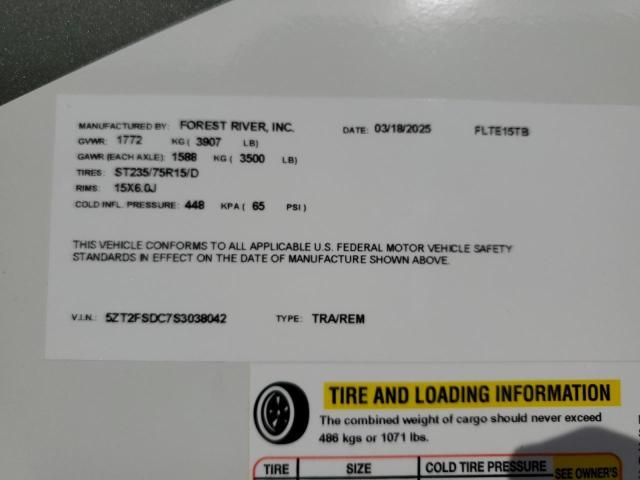 MANUFACTURED BY: FOREST RIVER, INC. DATE: 03/18/2025 FLTE15TB
GVWR: 1772 KG ( 3907 LB)
GAWR (EACH AXLE): 1588 KG ( 3500 LB)
TIRES: ST235/75R15/D
RIMS: 15X6.0J
COLD INFL. PRESSURE: 448 KPA ( 65 PSI)
THIS VEHICLE CONFORMS TO ALL APPLICABLE U.S. FEDERAL MOTOR VEHICLE SAFETY
STANDARDS IN EFFECT ON THE DATE OF MANUFACTURE SHOWN ABOVE.
V.I.N.: 5ZT2FSDC7S3038042 TYPE: TRA/REM
TIRE AND LOADING INFORMATION
The combined weight of cargo should never exceed
486 kgs or 1071 lbs.
TIRE SIZE COLD TIRE PRESSURE SEE OWNER'S